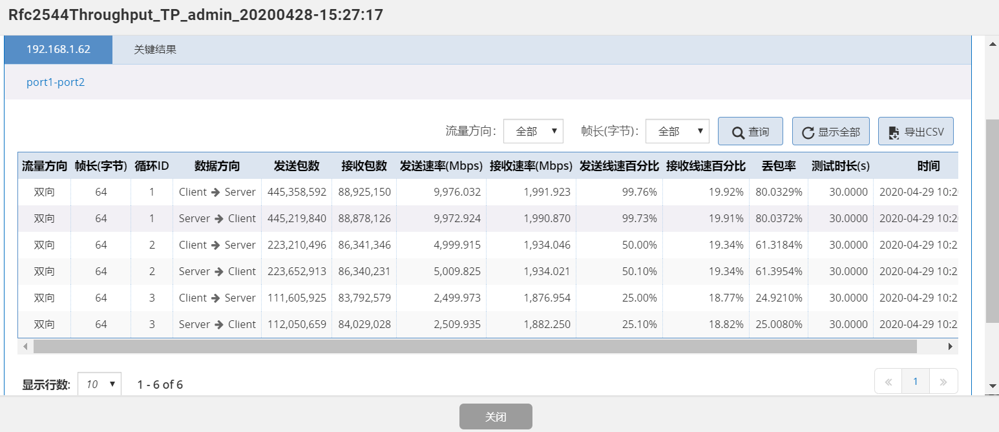 Rfc2544Throughput_TP_admin_20200428-15:27:17
192.168.1.62 关键结果
port1-port2
流量方向: 全部 帧长(字节): 全部 查询 显示全部 导出CSV
流量方向 帧长(字节) 循环ID 数据方向 发送包数 接收包数 发送速率(Mbps) 接收速率(Mbps) 发送线速百分比 接收线速百分比 丢包率 测试时长(s) 时间
双向 64 1 Client → Server 445,358,592 88,925,150 9,976.032 1,991.923 99.76% 19.92% 80.0329% 30.0000 2020-04-29 10:2
双向 64 1 Server → Client 445,219,840 88,878,126 9,972.924 1,990.870 99.73% 19.91% 80.0372% 30.0000 2020-04-29 10:2
双向 64 2 Client → Server 223,210,496 86,341,346 4,999.915 1,934.046 50.00% 19.34% 61.3184% 30.0000 2020-04-29 10:2
双向 64 2 Server → Client 223,652,913 86,340,231 5,009.825 1,934.021 50.10% 19.34% 61.3954% 30.0000 2020-04-29 10:2
双向 64 3 Client → Server 111,605,925 83,792,579 2,499.973 1,876.954 25.00% 18.77% 24.9210% 30.0000 2020-04-29 10:2
双向 64 3 Server → Client 112,050,659 84,029,028 2,509.935 1,882.250 25.10% 18.82% 25.0080% 30.0000 2020-04-29 10:2
显示行数: 10 1 - 6 of 6 « 1 »
关闭